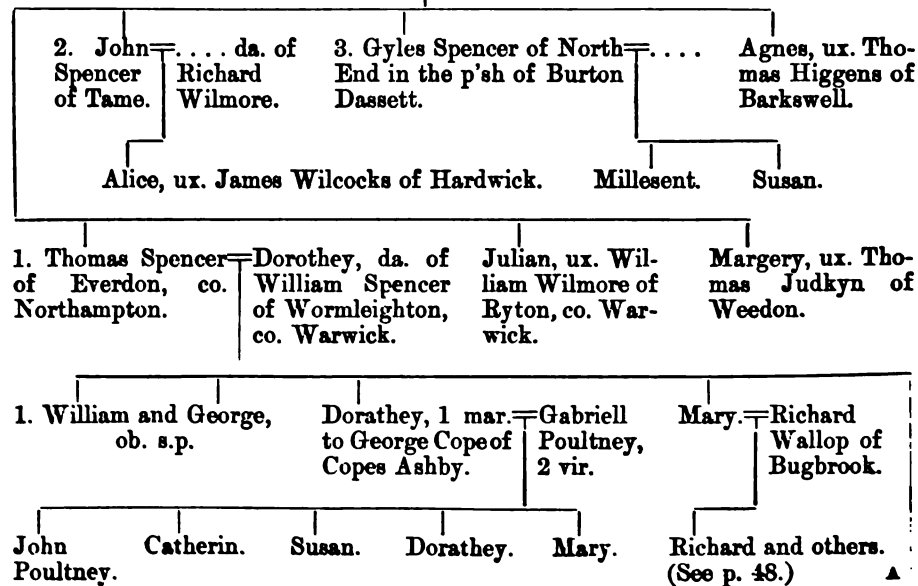 2. John=.... da. of
Spencer Richard
of Tame. Wilmore.
3. Gyles Spencer of North=....
End in the p'sh of Burton
Dassett.
Agnes, ux. Tho-
mas Higgens of
Barkswell.
Alice, ux. James Wilcocks of Hardwick.
Millesent.
Susan.
1. Thomas Spencer=
of Everdon, co.
Northampton.
Dorothey, da. of
William Spencer
of Wormleighton,
co. Warwick.
Julian, ux. Wil-
liam Wilmore of
Ryton, co. War-
wick.
Margery, ux. Tho-
mas Judkyn of
Weedon.
1. William and George,
ob. s.p.
Dorathey, 1 mar.=
to George Cope of
Copes Ashby.
Gabriell
Poultney,
2 vir.
Mary.=Richard
Wallop of
Bugbrook.
John
Poultney.
Catherin.
Susan.
Dorathey.
Mary.
Richard and others.
(See p. 48.)
▲